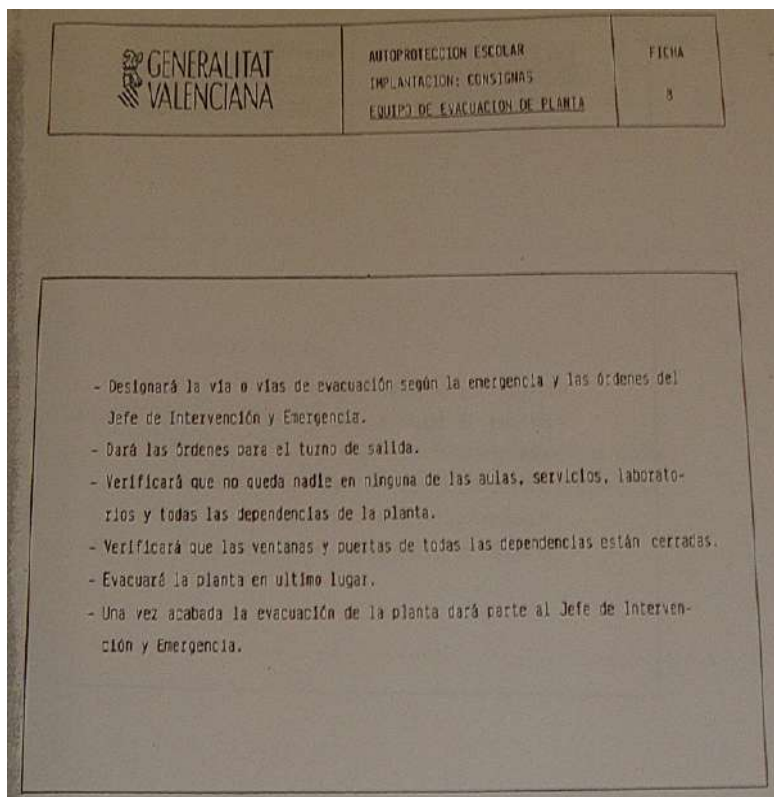 GENERALITAT
VALENCIANA
AUTOPROTECCION ESCOLAR
IMPLANTACION: CONSIGNAS
EQUIPO DE EVACUACION DE PLANTA
FICHA
8
- Designará la vía o vías de evacuación según la energencia y las órdenes del
Jefe de Intervención y Emergencia.
- Dará las órdenes para el turno de salida.
- Verificará que no queda nadie en ninguna de las aulas, servicios, laborato-
rios y todas las dependencias de la planta.
- Verificará que las ventanas y puertas de todas las dependencias están cerradas.
- Evacuará la planta en ultimo lugar.
- Una vez acabada la evacuación de la planta dará parte al Jefe de Interven-
ción y Emergencia.